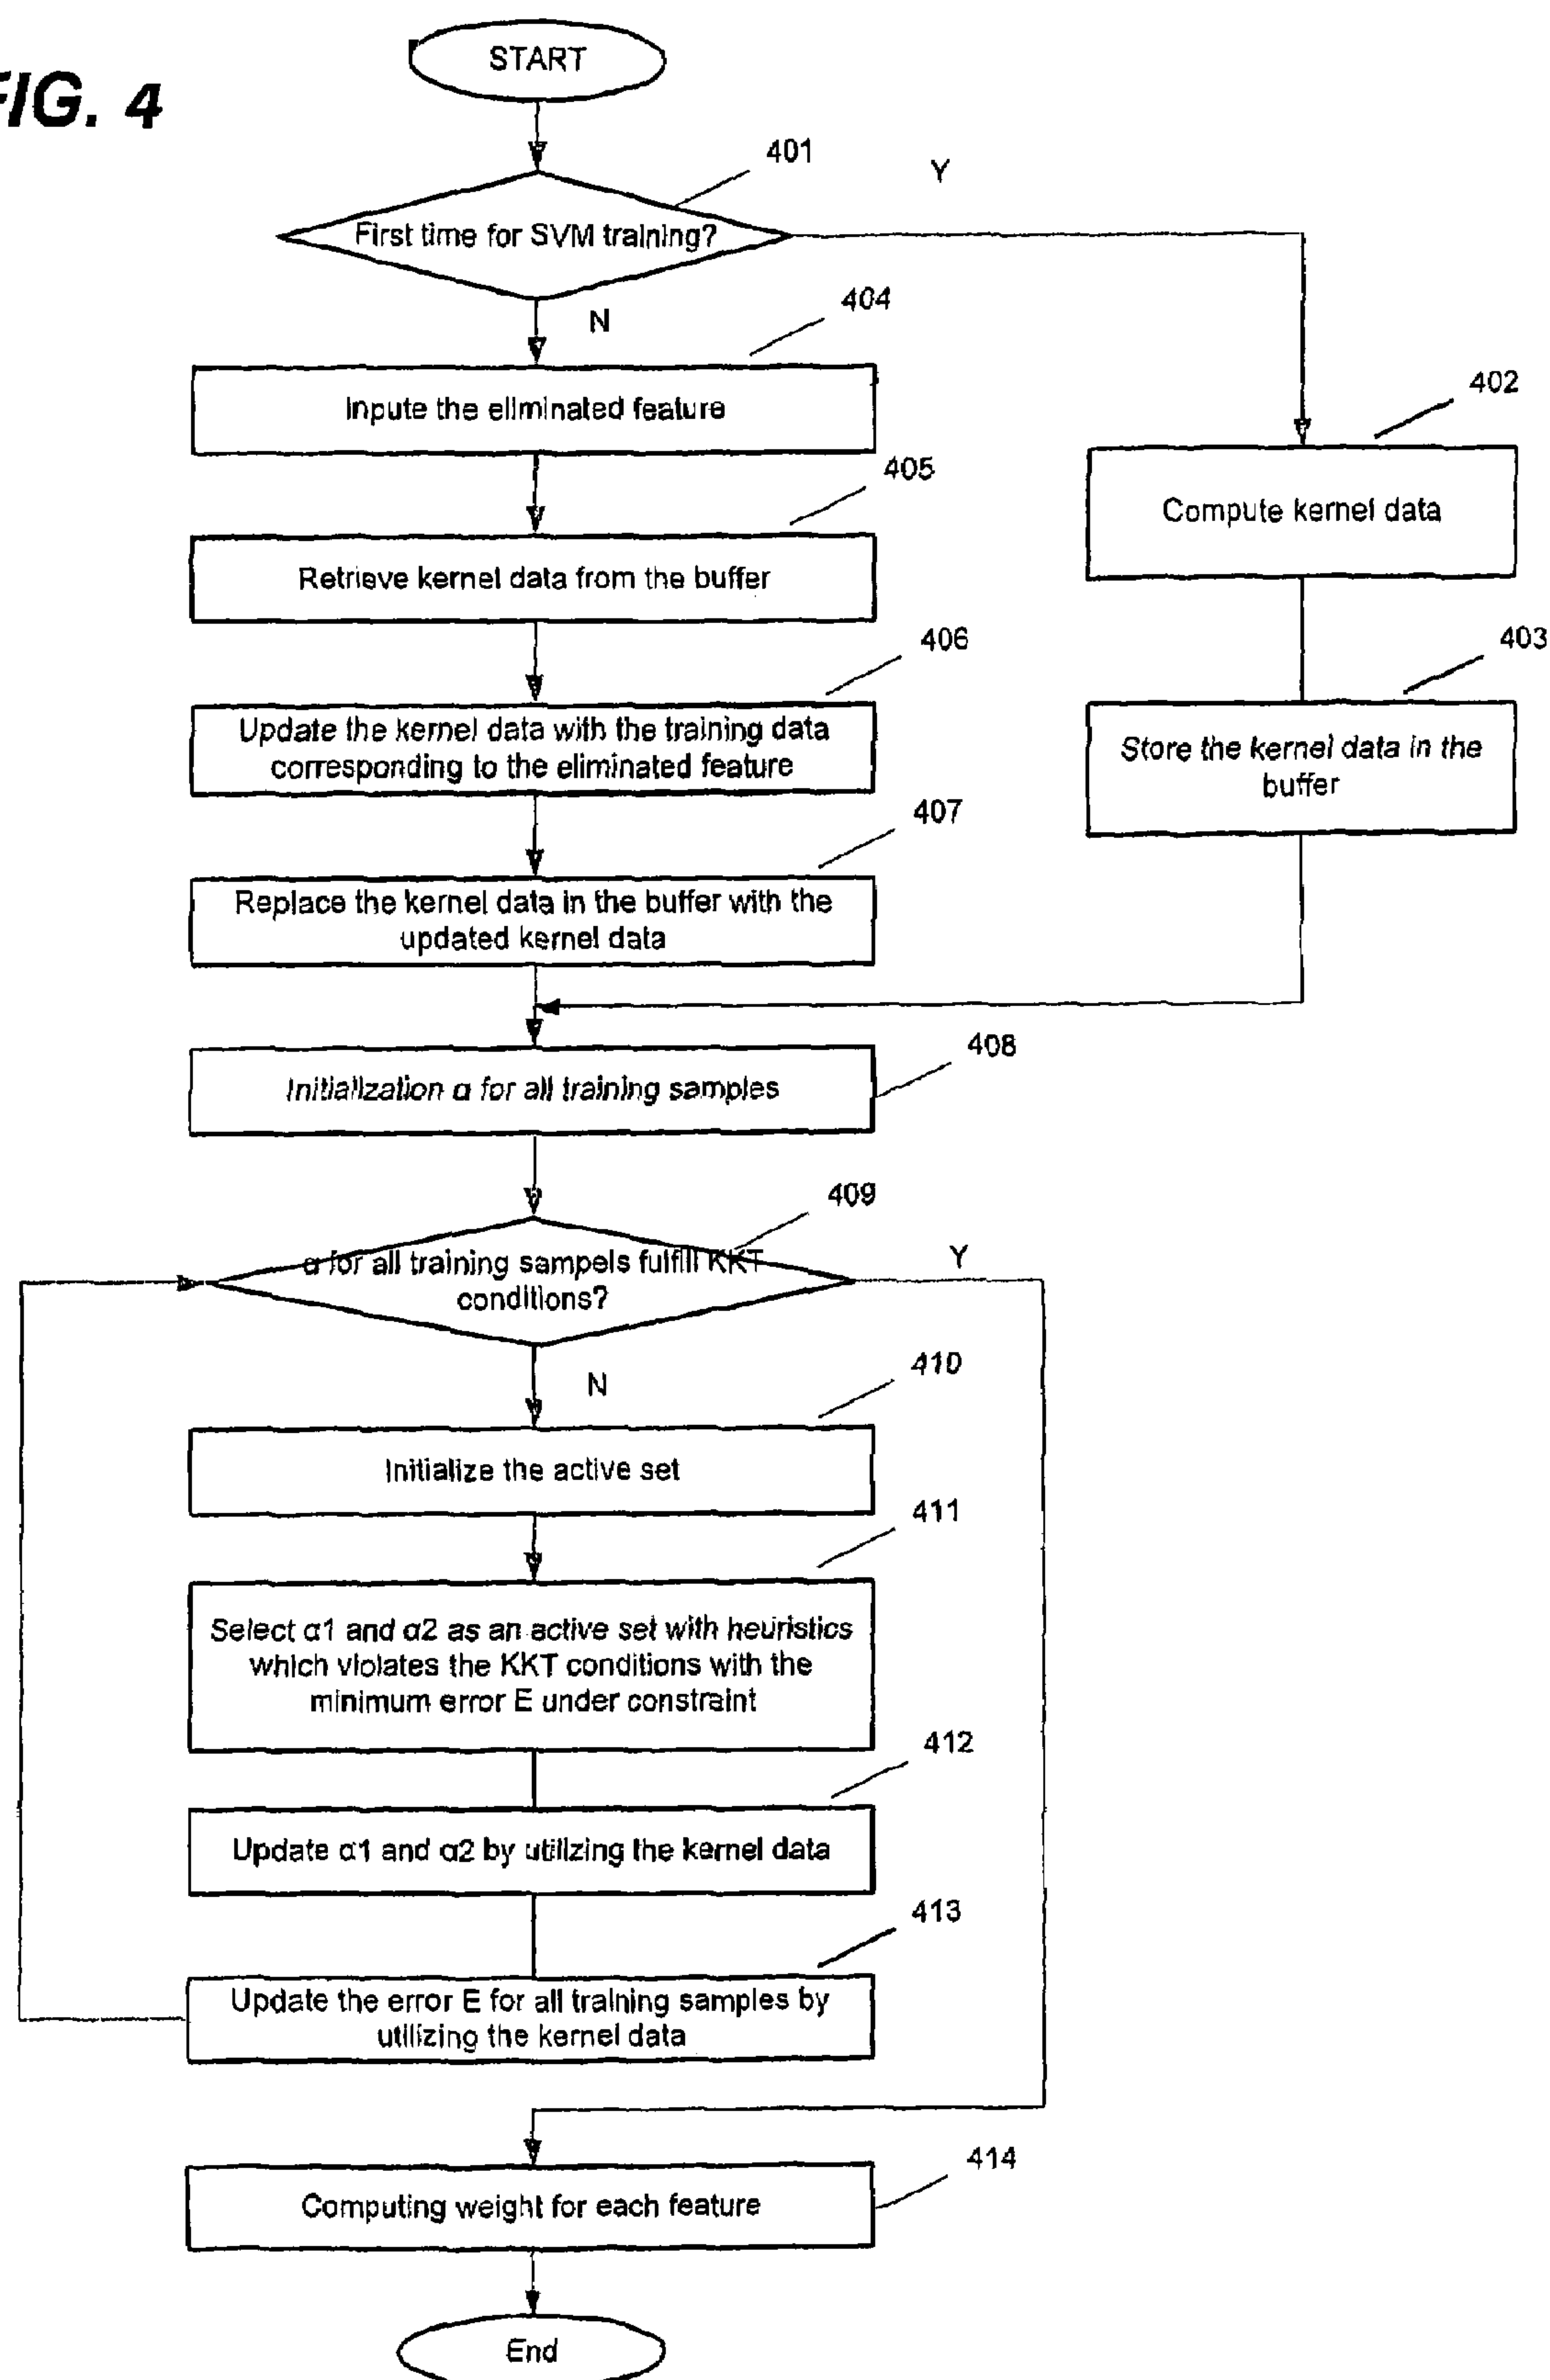 FIG. 4
START
401
Y
First time for SVM training?
N
404
Inpute the eliminated feature
402
Compute kernel data
405
Retrieve kernel data from the buffer
406
Update the kernel data with the training data
corresponding to the eliminated feature
403
Store the kernel data in the
buffer
407
Replace the kernel data in the buffer with the
updated kernel data
408
Initialization α for all training samples
409
α for all training sampels fulfill KKT
conditions?
Y
N
410
Initialize the active set
411
Select α1 and α2 as an active set with heuristics
which violates the KKT conditions with the
minimum error E under constraint
412
Update α1 and α2 by utilizing the kernel data
413
Update the error E for all training samples by
utilizing the kernel data
414
Computing weight for each feature
End